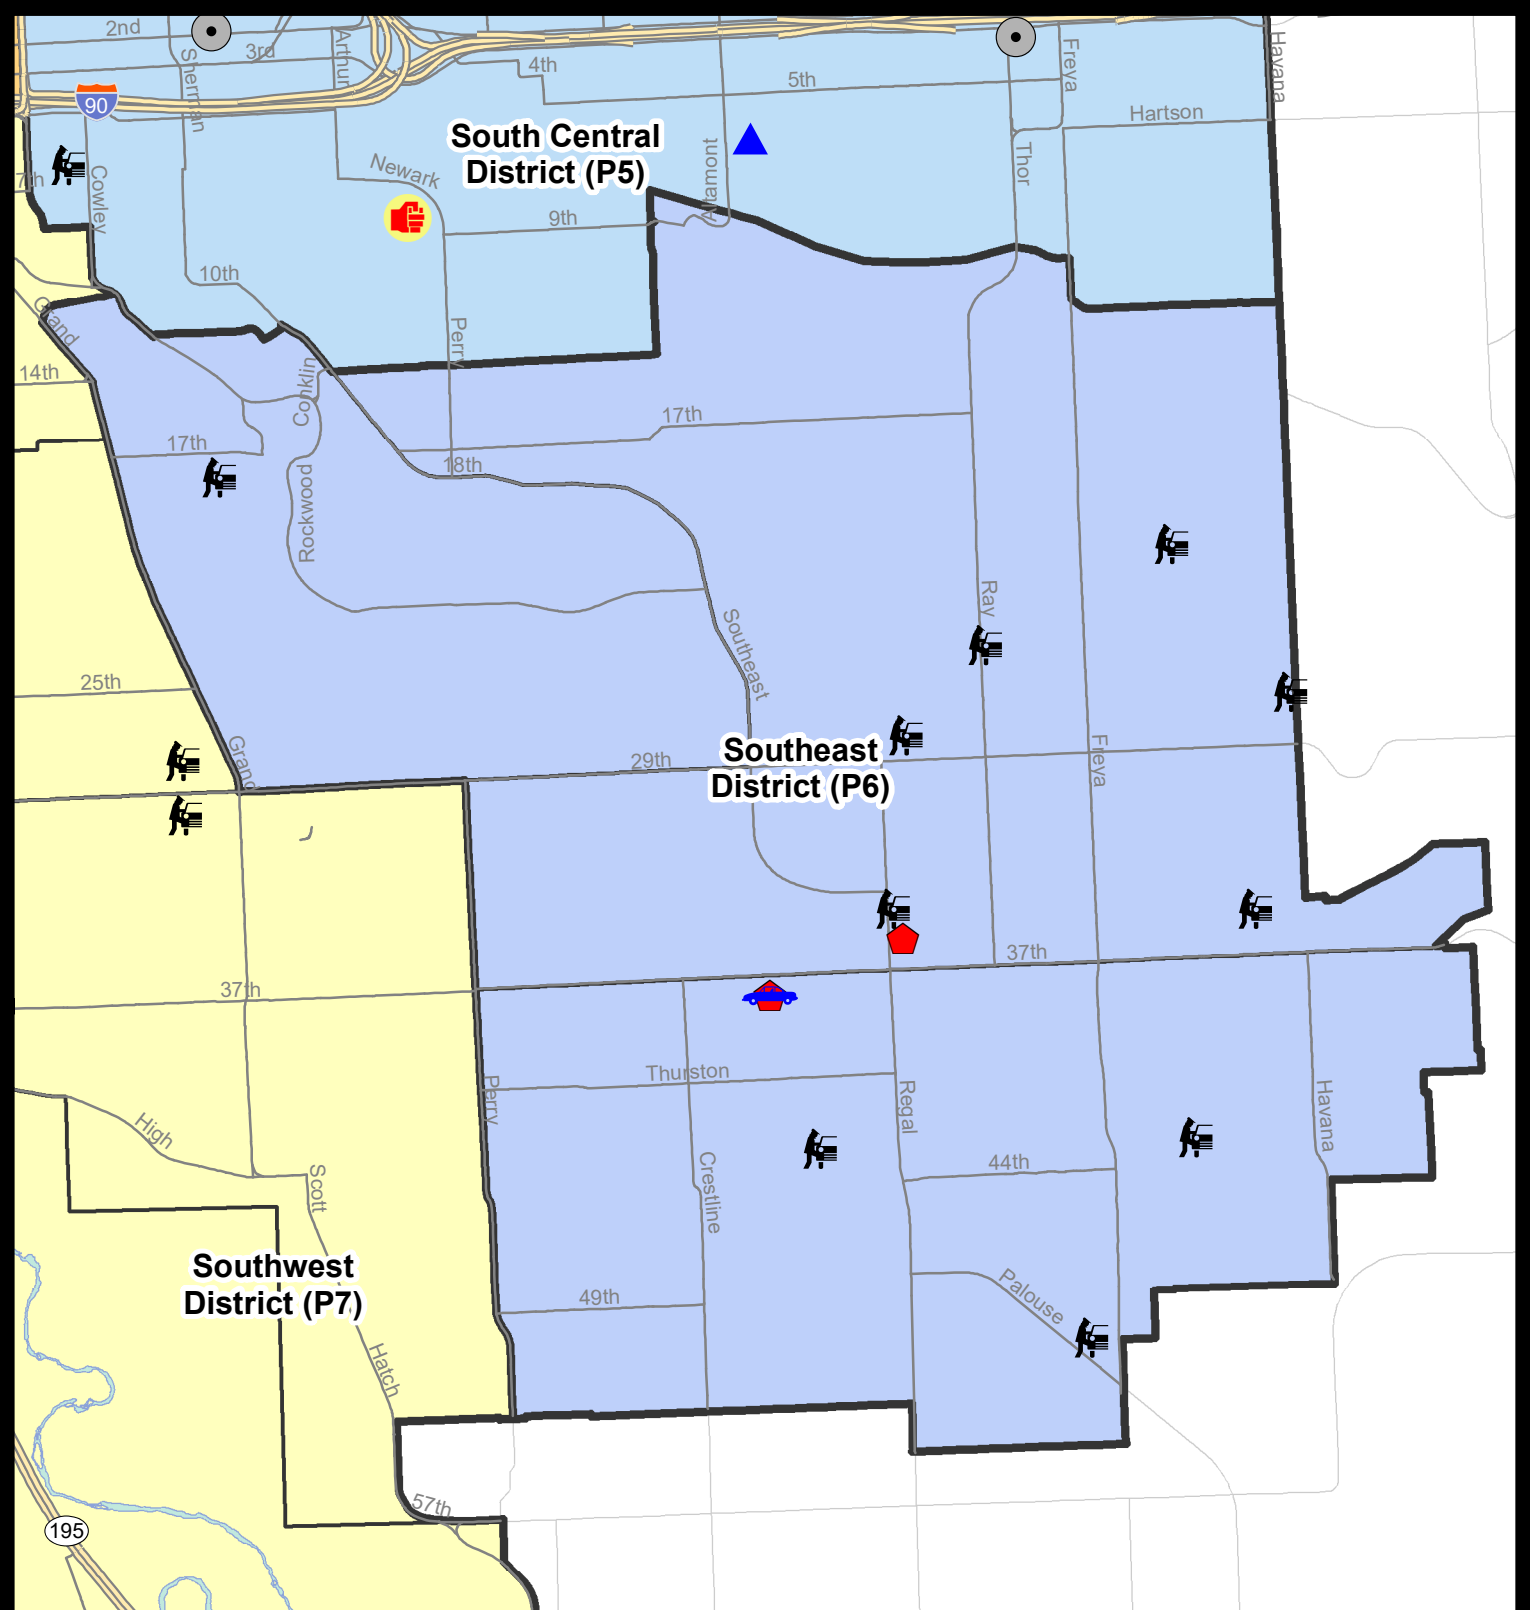 2nd
3rd
Sherman
Arthur
4th
5th
Freya
Havana
90
Hartson
South Central
District (P5)
Newark
Altamont
Thor
7th
Cowley
9th
10th
Grand
Perry
Conklin
14th
17th
17th
18th
Rockwood
Ray
Southeast
25th
Grand
29th
Southeast
District (P6)
Freya
37th
37th
Thurston
Perry
Regal
Havana
High
Scott
Crestline
44th
Southwest
District (P7)
49th
Palouse
Hatch
57th
195